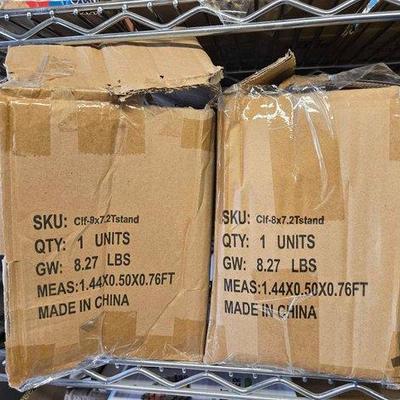 SKU: Clf-9x7.2Tstand
QTY: 1 UNITS
GW: 8.27 LBS
MEAS:1.44X0.50X0.76FT
MADE IN CHINA
SKU: Clf-8x7.2Tstand
QTY: 1 UNITS
GW: 8.27 LBS
MEAS:1.44X0.50X0.76FT
MADE IN CHINA